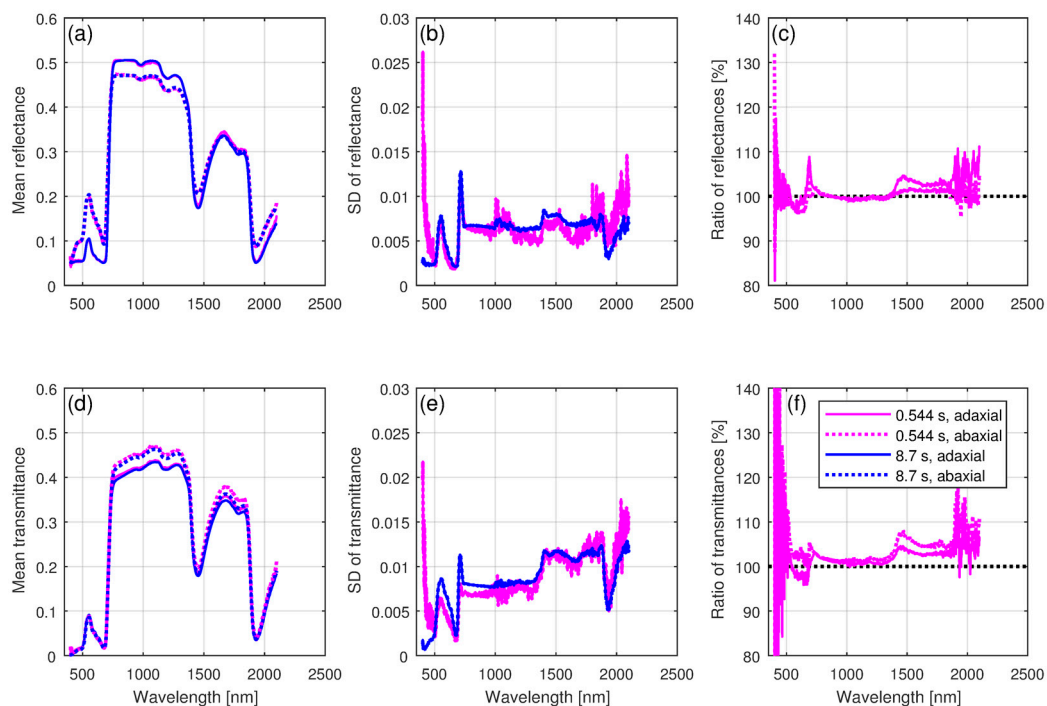 (a)
Mean reflectance
0.6
0.5
0.4
0.3
0.2
0.1
0
500 1000 1500 2000 2500
(b)
SD of reflectance
0.03
0.025
0.02
0.015
0.01
0.005
0
500 1000 1500 2000 2500
(c)
Ratio of reflectances [%]
140
130
120
110
100
90
80
500 1000 1500 2000 2500
(d)
Mean transmittance
0.6
0.5
0.4
0.3
0.2
0.1
0
500 1000 1500 2000 2500
Wavelength [nm]
(e)
SD of transmittance
0.03
0.025
0.02
0.015
0.01
0.005
0
500 1000 1500 2000 2500
Wavelength [nm]
(f)
Ratio of transmittances [%]
140
130
120
110
100
90
80
0.544 s, adaxial
0.544 s, abaxial
8.7 s, adaxial
8.7 s, abaxial
500 1000 1500 2000 2500
Wavelength [nm]